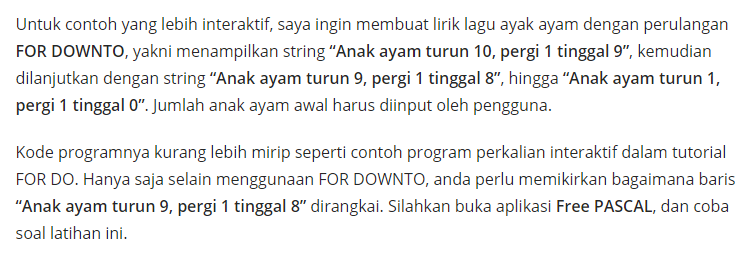 Untuk contoh yang lebih interaktif, saya ingin membuat lirik lagu ayak ayam dengan perulangan
FOR DOWNTO, yakni menampilkan string “Anak ayam turun 10, pergi 1 tinggal 9”, kemudian
dilanjutkan dengan string “Anak ayam turun 9, pergi 1 tinggal 8”, hingga “Anak ayam turun 1,
pergi 1 tinggal 0”. Jumlah anak ayam awal harus diinput oleh pengguna.
Kode programnya kurang lebih mirip seperti contoh program perkalian interaktif dalam tutorial
FOR DO. Hanya saja selain menggunakan FOR DOWNTO, anda perlu memikirkan bagaimana baris
“Anak ayam turun 9, pergi 1 tinggal 8” dirangkai. Silahkan buka aplikasi Free PASCAL, dan coba
soal latihan ini.